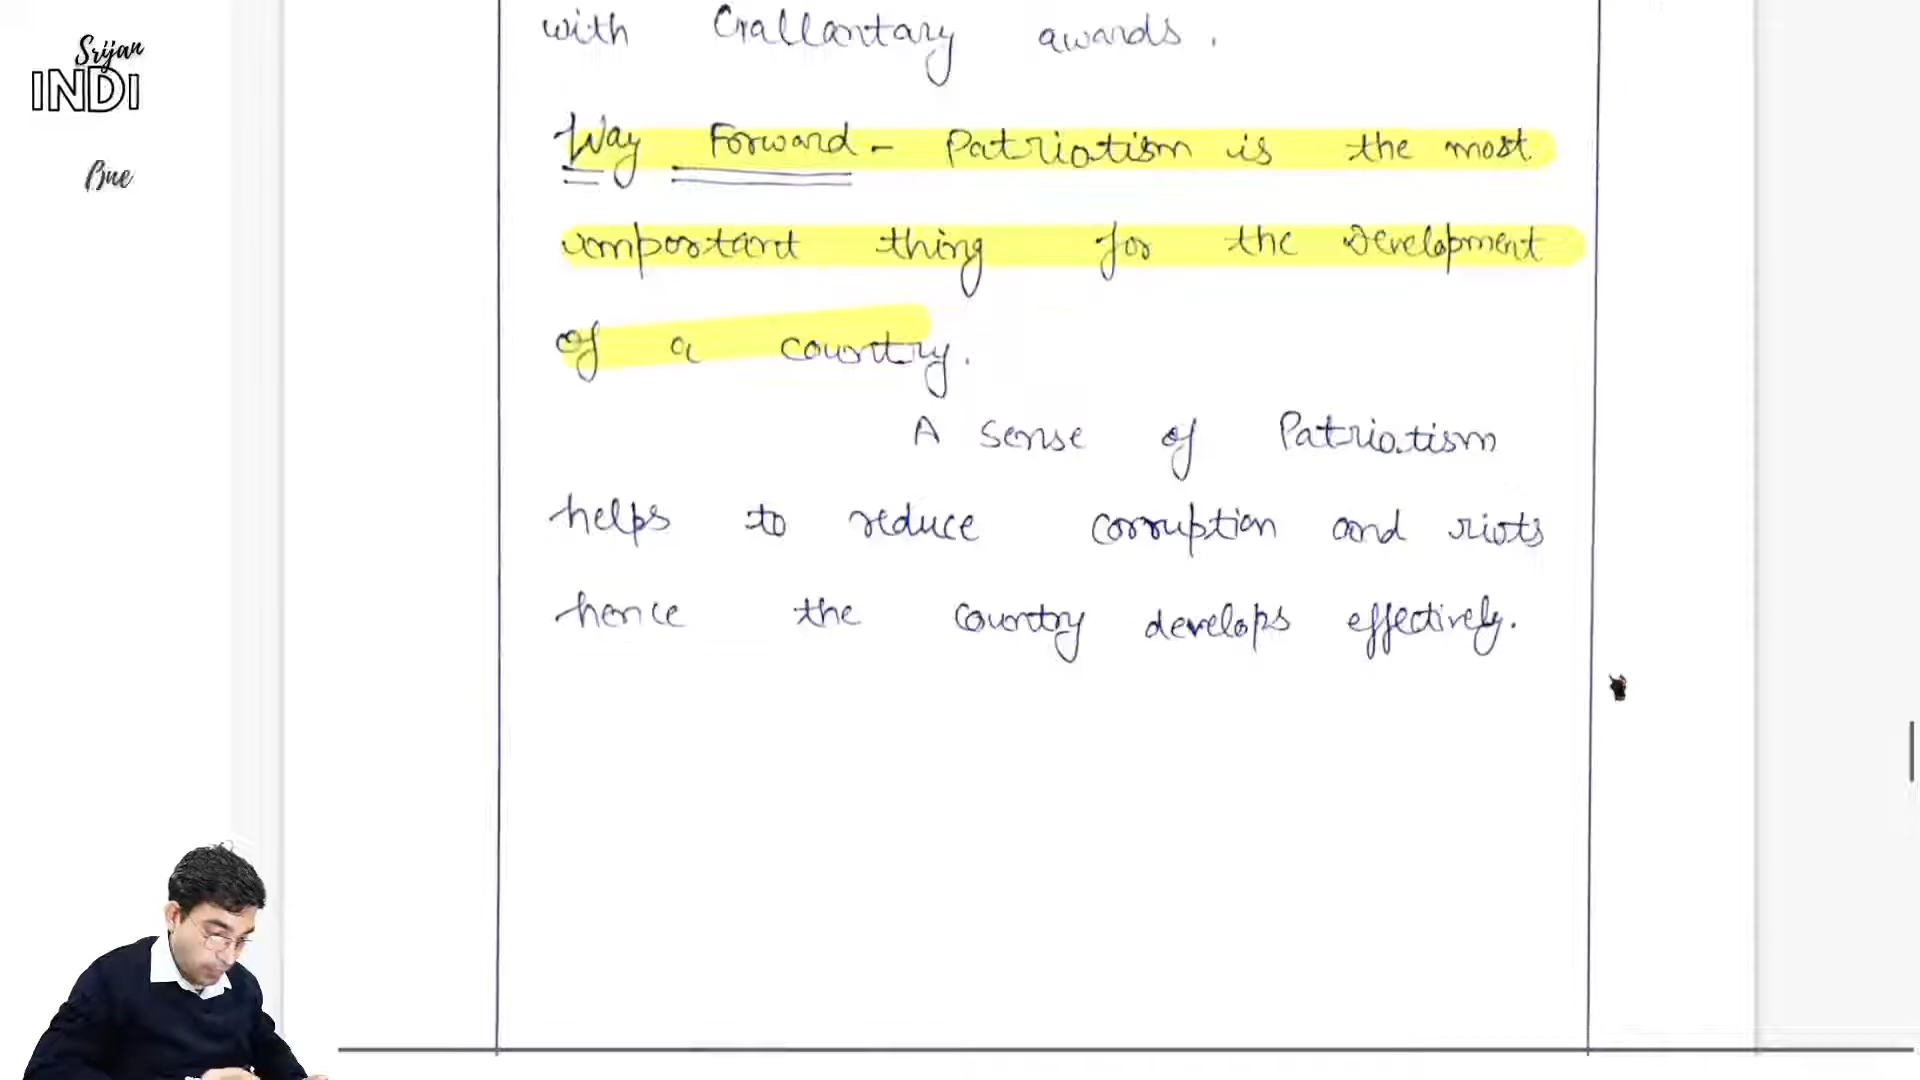 Srijan
INDI
with Gallantary awards.
Way Forward - Patriotism is the most
important thing for the Development
of a country.
A sense of Patriotism
helps to reduce corruption and riots
hence the country develops effectively.